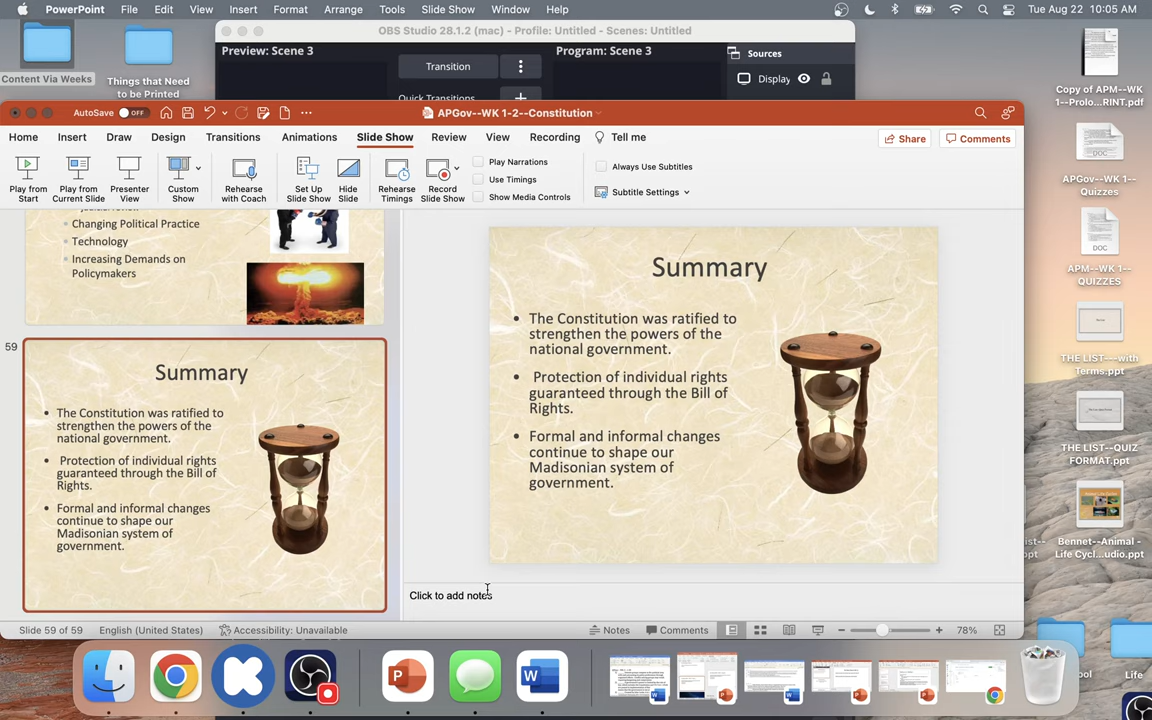 PowerPoint File Edit View Insert Format Arrange Tools Slide Show Window Help Tue Aug 22 10:05 AM
OBS Studio 28.1.2 (mac) - Profile: Untitled - Scenes: Untitled
Preview: Scene 3
Program: Scene 3
Sources
Transition
Display
Quick Transitions
Content Via Weeks
Things that Need
to be Printed
Copy of APM--WK
1--Prolo...RINT.pdf
AutoSave OFF
APGov--WK 1-2--Constitution
Home Insert Draw Design Transitions Animations Slide Show Review View Recording Tell me
Share Comments
Play from
Start
Play from
Current Slide
Presenter
View
Custom
Show
Rehearse
with Coach
Set Up
Slide Show
Hide
Slide
Rehearse
Timings
Record
Slide Show
Play Narrations
Use Timings
Show Media Controls
Always Use Subtitles
Subtitle Settings
DOC
APGov--WK 1--
Quizzes
DOC
APM--WK 1--
QUIZZES
THE LIST---with
Terms.ppt
THE LIST--QUIZ
FORMAT.ppt
Bennet--Animal -
Life Cycl...udio.ppt
Changing Political Practice
Technology
Increasing Demands on
Policymakers
59
Summary
• The Constitution was ratified to
strengthen the powers of the
national government.
• Protection of individual rights
guaranteed through the Bill of
Rights.
• Formal and informal changes
continue to shape our
Madisonian system of
government.
Summary
• The Constitution was ratified to
strengthen the powers of the
national government.
• Protection of individual rights
guaranteed through the Bill of
Rights.
• Formal and informal changes
continue to shape our
Madisonian system of
government.
Click to add notes
Slide 59 of 59 English (United States) Accessibility: Unavailable Notes Comments 78%
Life